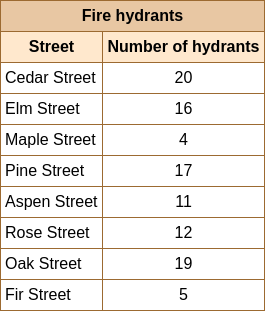 Fire hydrants
Street Number of hydrants
Cedar Street 20
Elm Street 16
Maple Street 4
Pine Street 17
Aspen Street 11
Rose Street 12
Oak Street 19
Fir Street 5